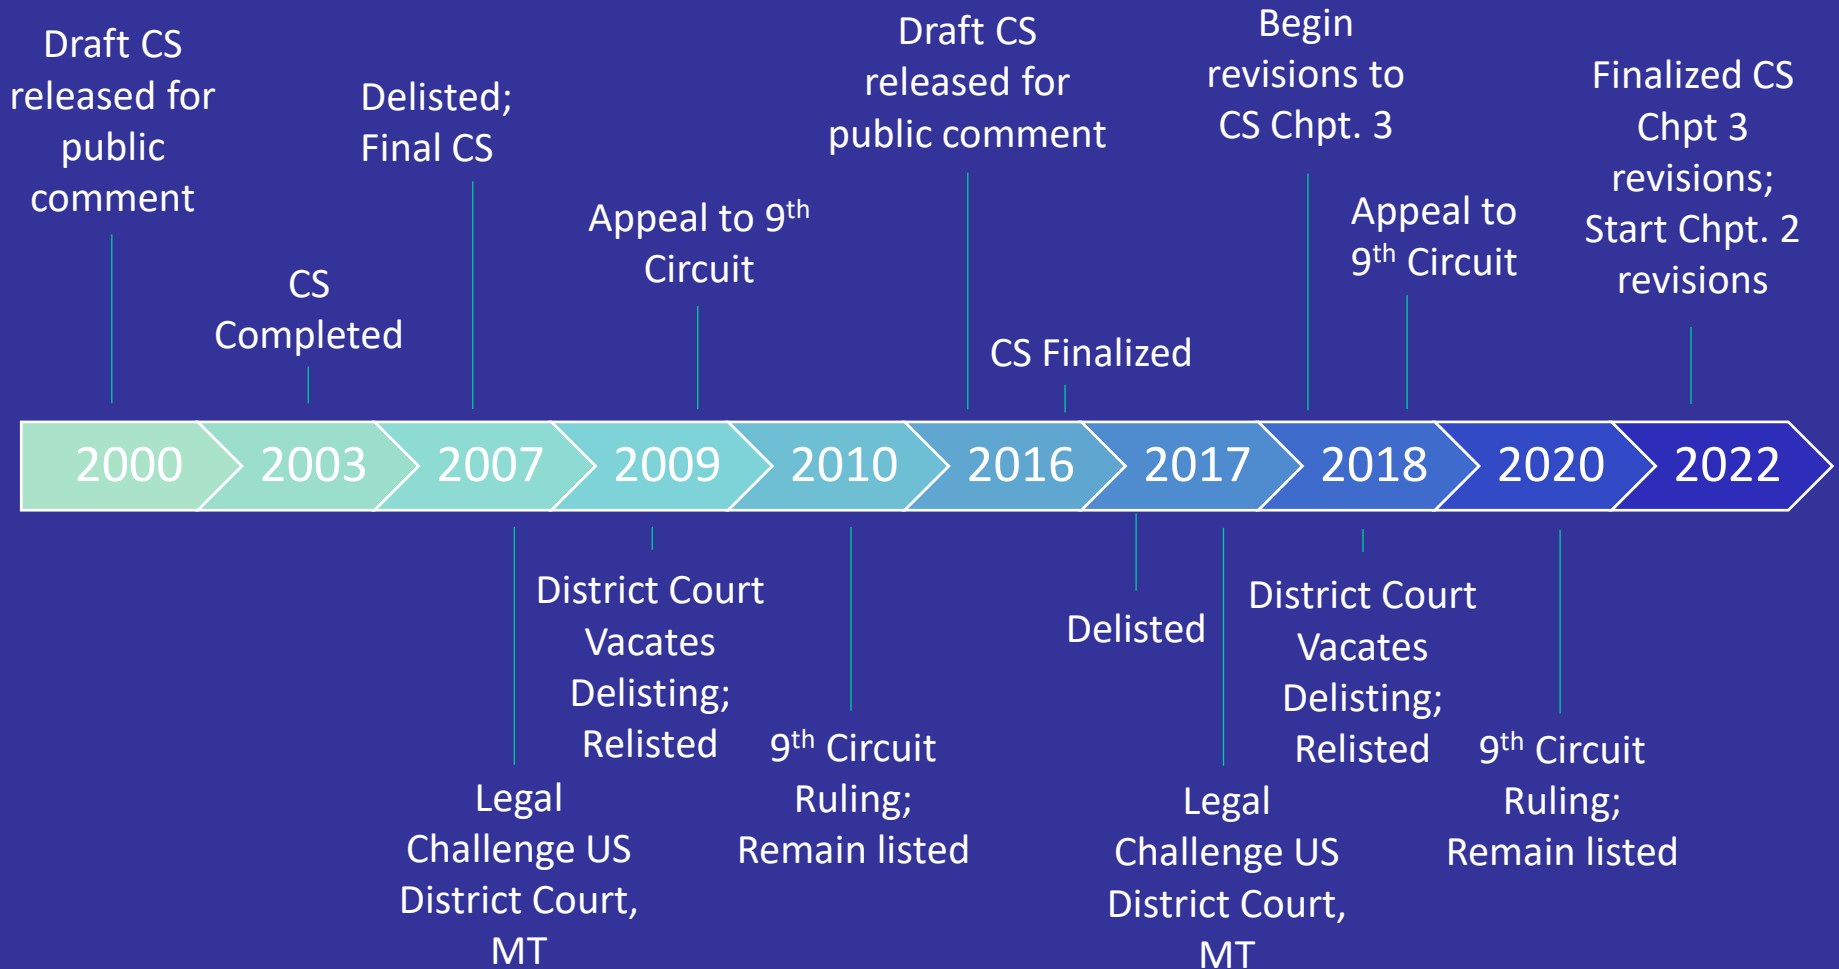 Draft CS
released for
public
comment
CS
Completed
Delisted;
Final CS
Appeal to 9th
Circuit
Draft CS
released for
public comment
CS Finalized
Begin
revisions to
CS Chpt. 3
Appeal to
9th Circuit
Finalized CS
Chpt 3
revisions;
Start Chpt. 2
revisions
2000
2003
2007
2009
2010
2016
2017
2018
2020
2022
Legal
Challenge US
District Court,
MT
District Court
Vacates
Delisting;
Relisted
9th Circuit
Ruling;
Remain listed
Delisted
Legal
Challenge US
District Court,
MT
District Court
Vacates
Delisting;
Relisted
9th Circuit
Ruling;
Remain listed